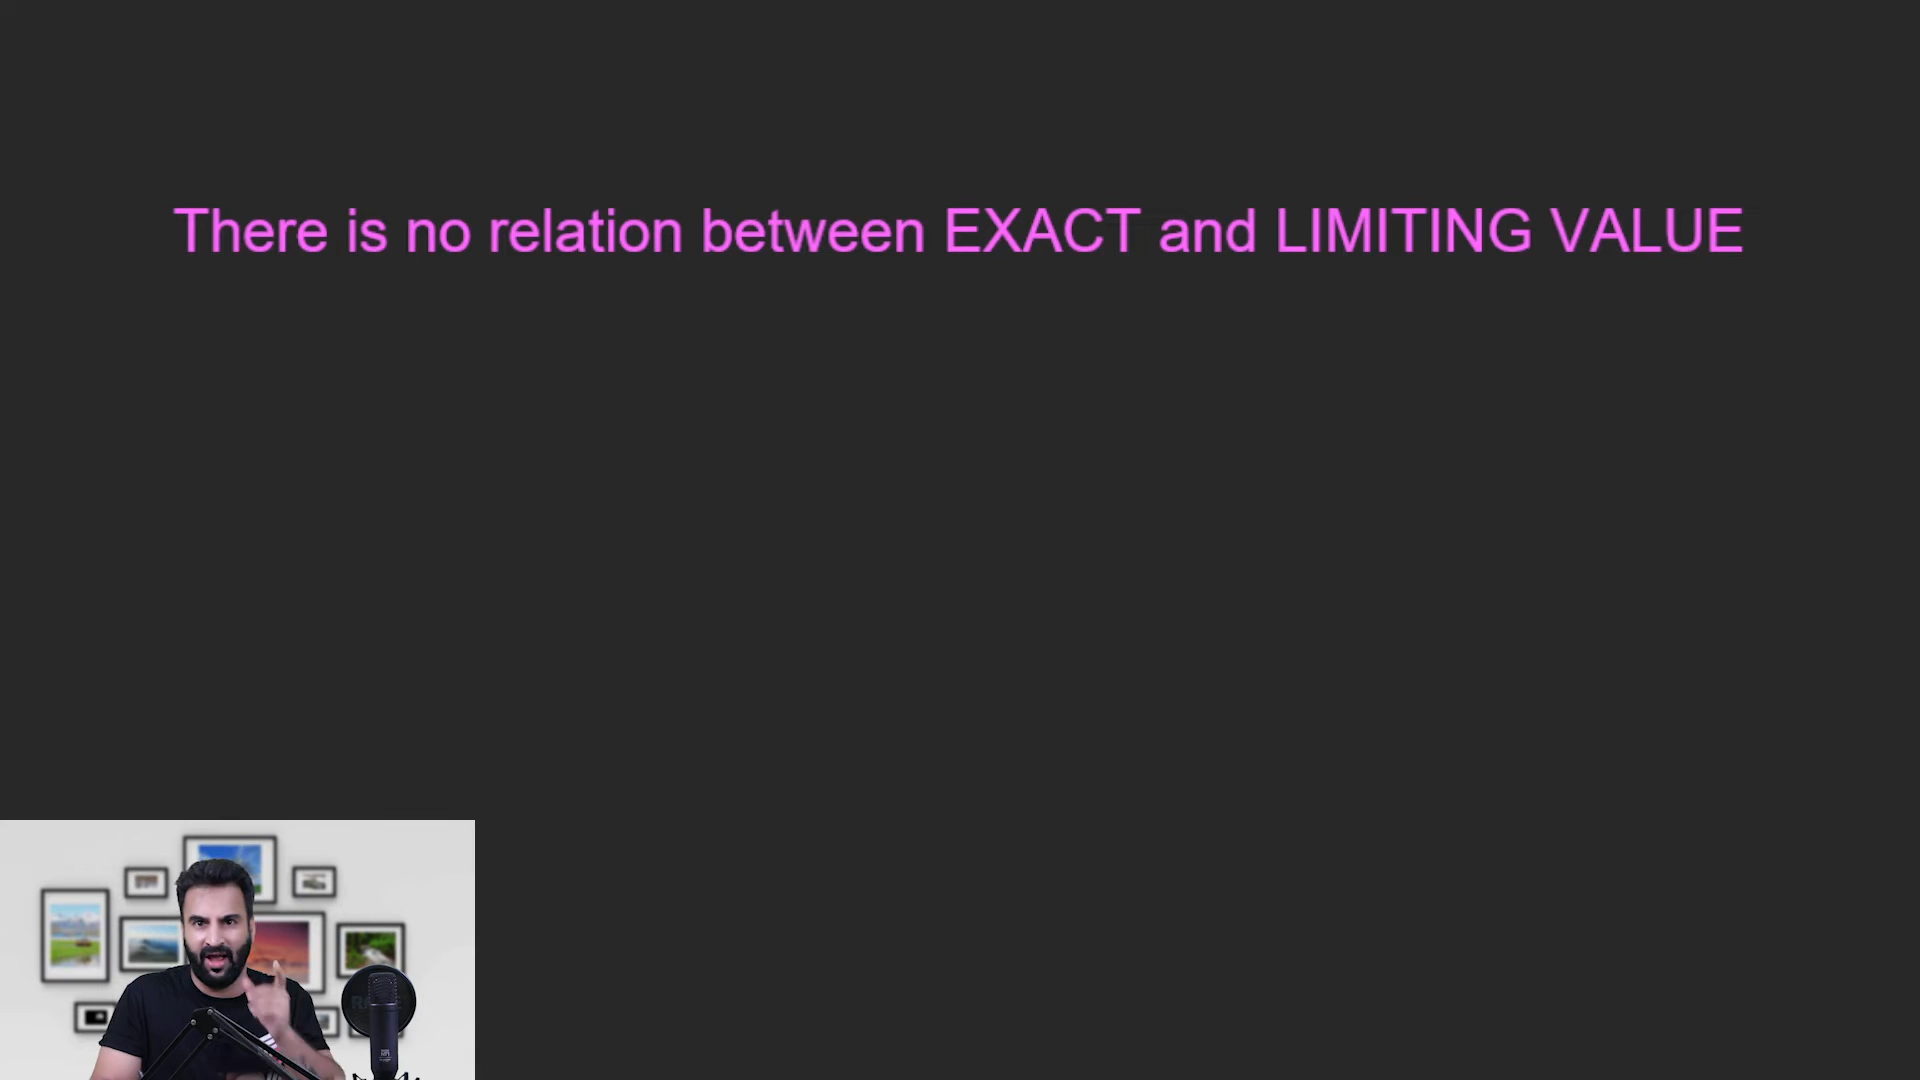 There is no relation between EXACT and LIMITING VALUE